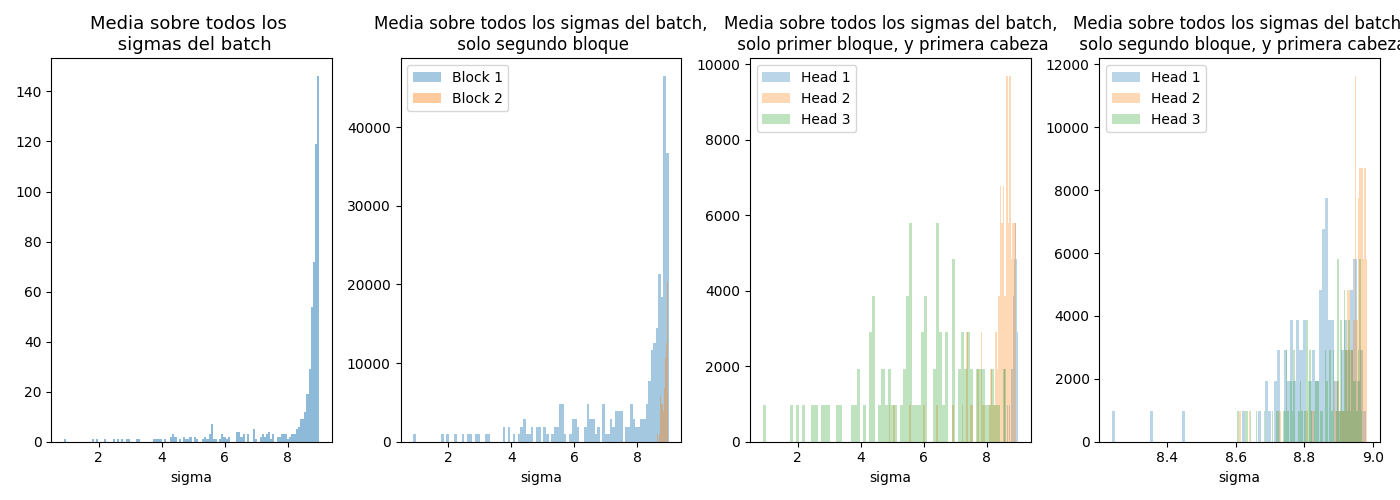 Media sobre todos los
sigmas del batch
140
120
100
80
60
40
20
0
2
4
6
8
sigma
Media sobre todos los sigmas del batch,
solo segundo bloque
Block 1
Block 2
40000
30000
20000
10000
0
2
4
6
8
sigma
Media sobre todos los sigmas del batch,
solo primer bloque, y primera cabeza
Head 1
Head 2
Head 3
10000
8000
6000
4000
2000
0
2
4
6
8
sigma
Media sobre todos los sigmas del batch
solo segundo bloque, y primera cabeza
Head 1
Head 2
Head 3
12000
10000
8000
6000
4000
2000
0
8.4
8.6
8.8
9.0
sigma